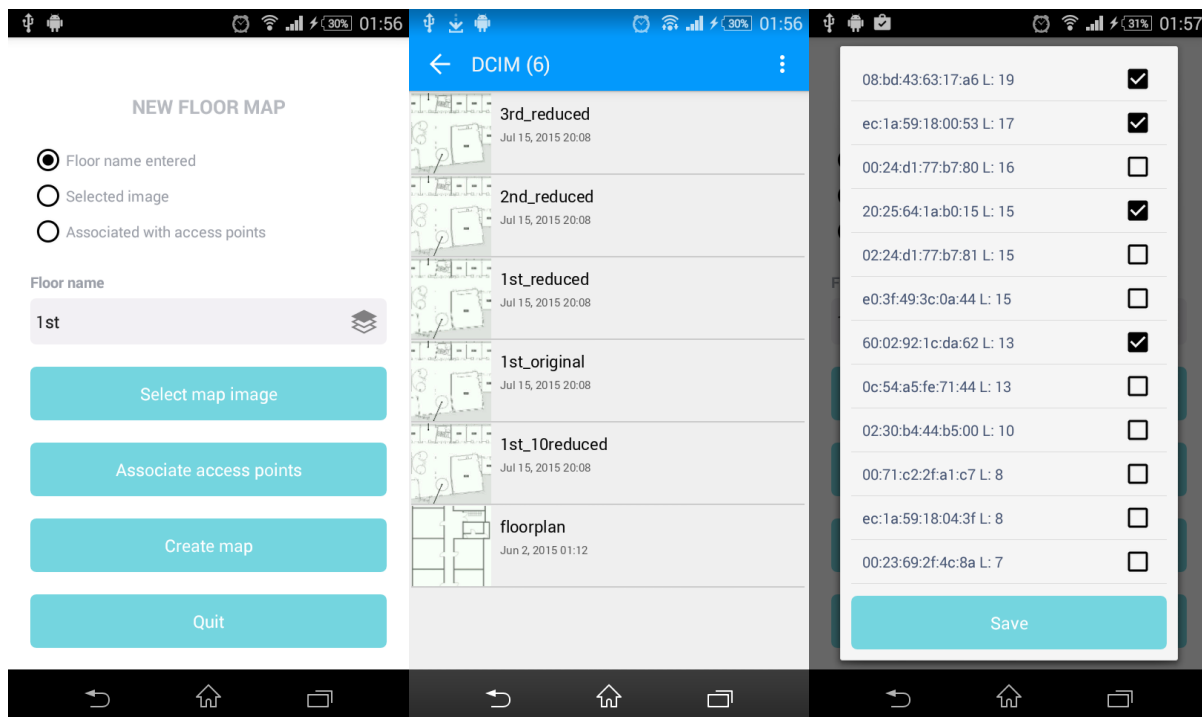 30% 01:56
NEW FLOOR MAP
Floor name entered
Selected image
Associated with access points
Floor name
1st
Select map image
Associate access points
Create map
Quit
30% 01:56
DCIM (6)
3rd_reduced
Jul 15, 2015 20:08
2nd_reduced
Jul 15, 2015 20:08
1st_reduced
Jul 15, 2015 20:08
1st_original
Jul 15, 2015 20:08
1st_10reduced
Jul 15, 2015 20:08
floorplan
Jun 2, 2015 01:12
31% 01:57
08:bd:43:63:17:a6 L: 19
ec:1a:59:18:00:53 L: 17
00:24:d1:77:b7:80 L: 16
20:25:64:1a:b0:15 L: 15
02:24:d1:77:b7:81 L: 15
e0:3f:49:3c:0a:44 L: 15
60:02:92:1c:da:62 L: 13
0c:54:a5:fe:71:44 L: 13
02:30:b4:44:b5:00 L: 10
00:71:c2:2f:a1:c7 L: 8
ec:1a:59:18:04:3f L: 8
00:23:69:2f:4c:8a L: 7
F
Save